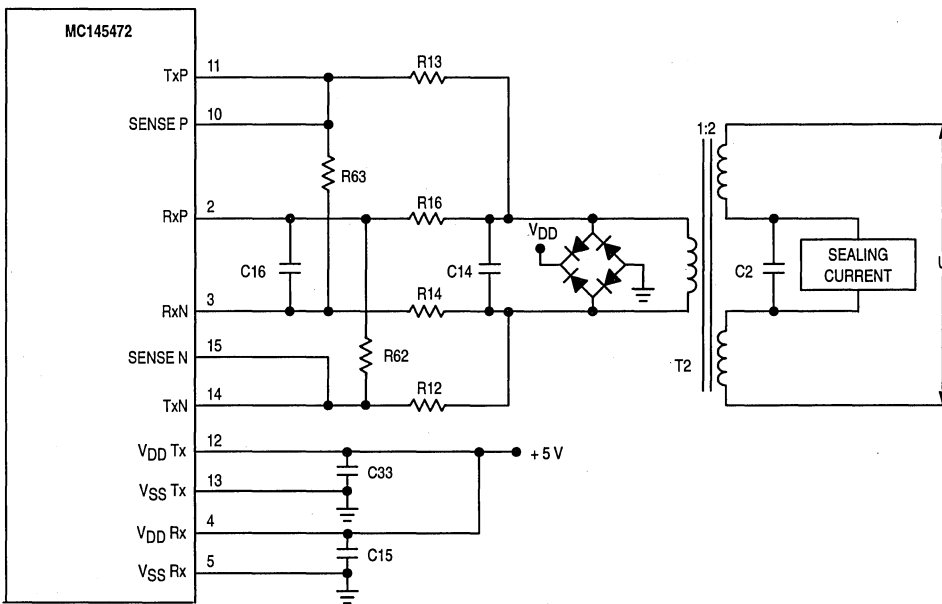 MC145472
TxP
11
R13
SENSE P
10
1:2
R63
RxP
2
R16
VDD
C16
C14
C2
SEALING
CURRENT
U
RxN
3
R14
SENSE N
15
R62
T2
TxN
14
R12
VDD Tx
12
+ 5 V
C33
VSS Tx
13
VDD Rx
4
C15
VSS Rx
5